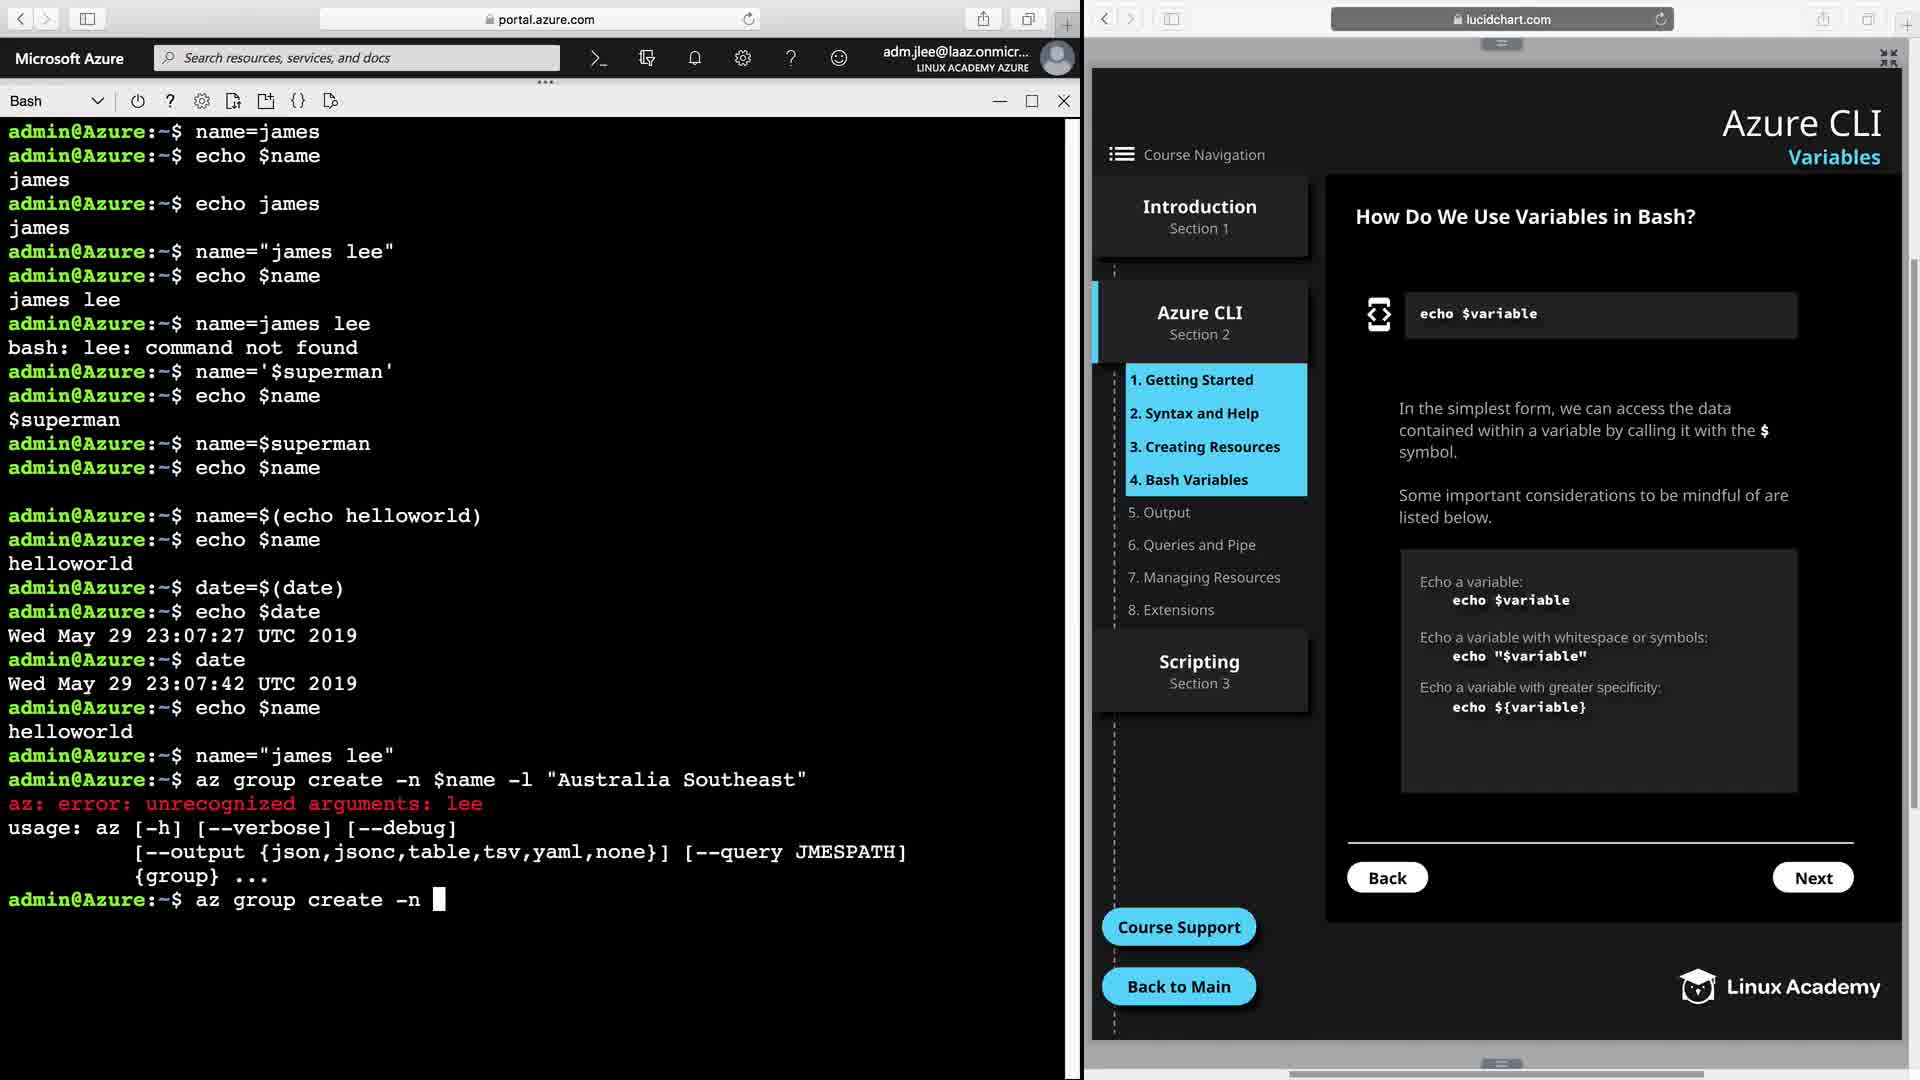 portal.azure.com
Microsoft Azure
Search resources, services, and docs
adm.jlee@laaz.onmicr...
LINUX ACADEMY AZURE
Bash
admin@Azure:~$ name=james
admin@Azure:~$ echo $name
james
admin@Azure:~$ echo james
james
admin@Azure:~$ name="james lee"
admin@Azure:~$ echo $name
james lee
admin@Azure:~$ name=james lee
bash: lee: command not found
admin@Azure:~$ name='$superman'
admin@Azure:~$ echo $name
$superman
admin@Azure:~$ name=$superman
admin@Azure:~$ echo $name
admin@Azure:~$ name=$(echo helloworld)
admin@Azure:~$ echo $name
helloworld
admin@Azure:~$ date=$(date)
admin@Azure:~$ echo $date
Wed May 29 23:07:27 UTC 2019
admin@Azure:~$ date
Wed May 29 23:07:42 UTC 2019
admin@Azure:~$ echo $name
helloworld
admin@Azure:~$ name="james lee"
admin@Azure:~$ az group create -n $name -l "Australia Southeast"
az: error: unrecognized arguments: lee
usage: az [-h] [--verbose] [--debug]
[--output {json,jsonc,table,tsv,yaml,none}] [--query JMESPATH]
{group} ...
admin@Azure:~$ az group create -n
lucidchart.com
Azure CLI
Variables
Course Navigation
Introduction
Section 1
Azure CLI
Section 2
1. Getting Started
2. Syntax and Help
3. Creating Resources
4. Bash Variables
5. Output
6. Queries and Pipe
7. Managing Resources
8. Extensions
Scripting
Section 3
Course Support
Back to Main
How Do We Use Variables in Bash?
echo $variable
In the simplest form, we can access the data
contained within a variable by calling it with the $
symbol.
Some important considerations to be mindful of are
listed below.
Echo a variable:
echo $variable
Echo a variable with whitespace or symbols:
echo "$variable"
Echo a variable with greater specificity:
echo ${variable}
Back
Next
Linux Academy